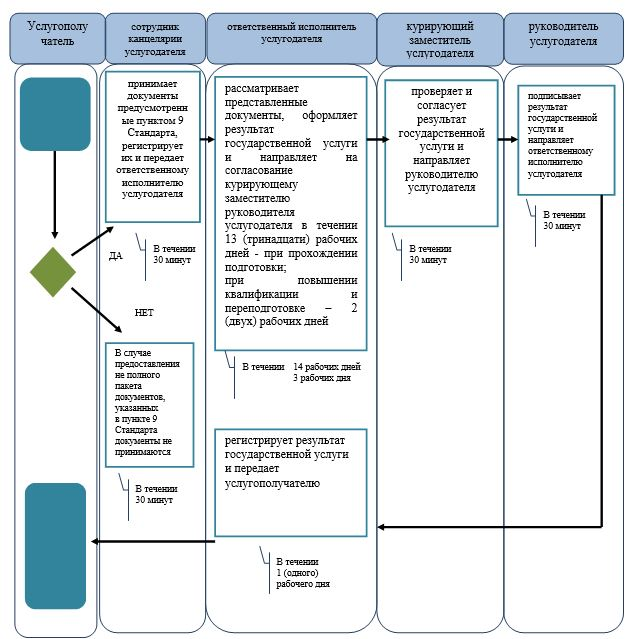 Услугополу
чатель
сотрудник
канцелярии
услугодателя
ответственный исполнитель
услугодателя
курирующий
заместитель
услугодателя
руководитель
услугодателя
принимает
документы
предусмотренн
ые пунктом 9
Стандарта,
регистрирует
их и передает
ответственному
исполнителю
услугодателя
рассматривает
представленные
документы, оформляет
результат
государственной услуги
и направляет на
согласование
курирующему
заместителю
руководителя
услугодателя в течении
13 (тринадцати) рабочих
дней - при прохождении
подготовки;
при повышении
квалификации и
переподготовке – 2
(двух) рабочих дней
проверяет и
согласует
результат
государственной
услуги и
направляет
руководителю
услугодателя
подписывает
результат
государственной
услуги и
направляет
ответственному
исполнителю
услугодателя
ДА
В течении
30 минут
В течении
30 минут
В течении
30 минут
НЕТ
В случае
предоставления
не полного
пакета
документов,
указанных
в пункте 9
Стандарта
документы не
принимаются
В течении 14 рабочих дней
3 рабочих дня
регистрирует результат
государственной услуги
и передает
услугополучателю
В течении
30 минут
В течении
1 (одного)
рабочего дня